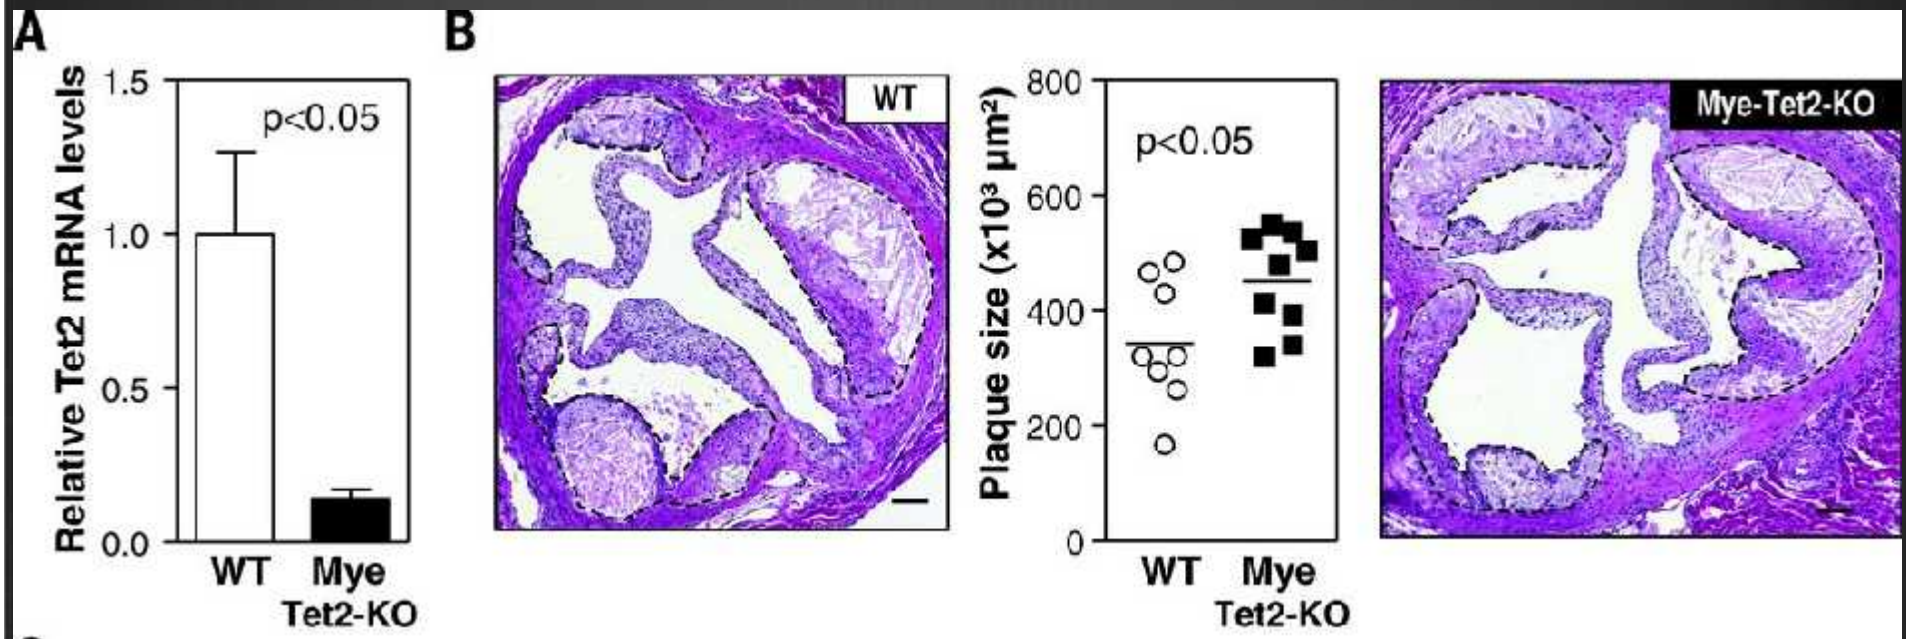 A
Relative Tet2 mRNA levels
1.5
1.0
0.5
0.0
p<0.05
WT
Mye
Tet2-KO
B
WT
Plaque size (x10³ µm²)
800
600
400
200
0
p<0.05
WT
Mye
Tet2-KO
Mye-Tet2-KO